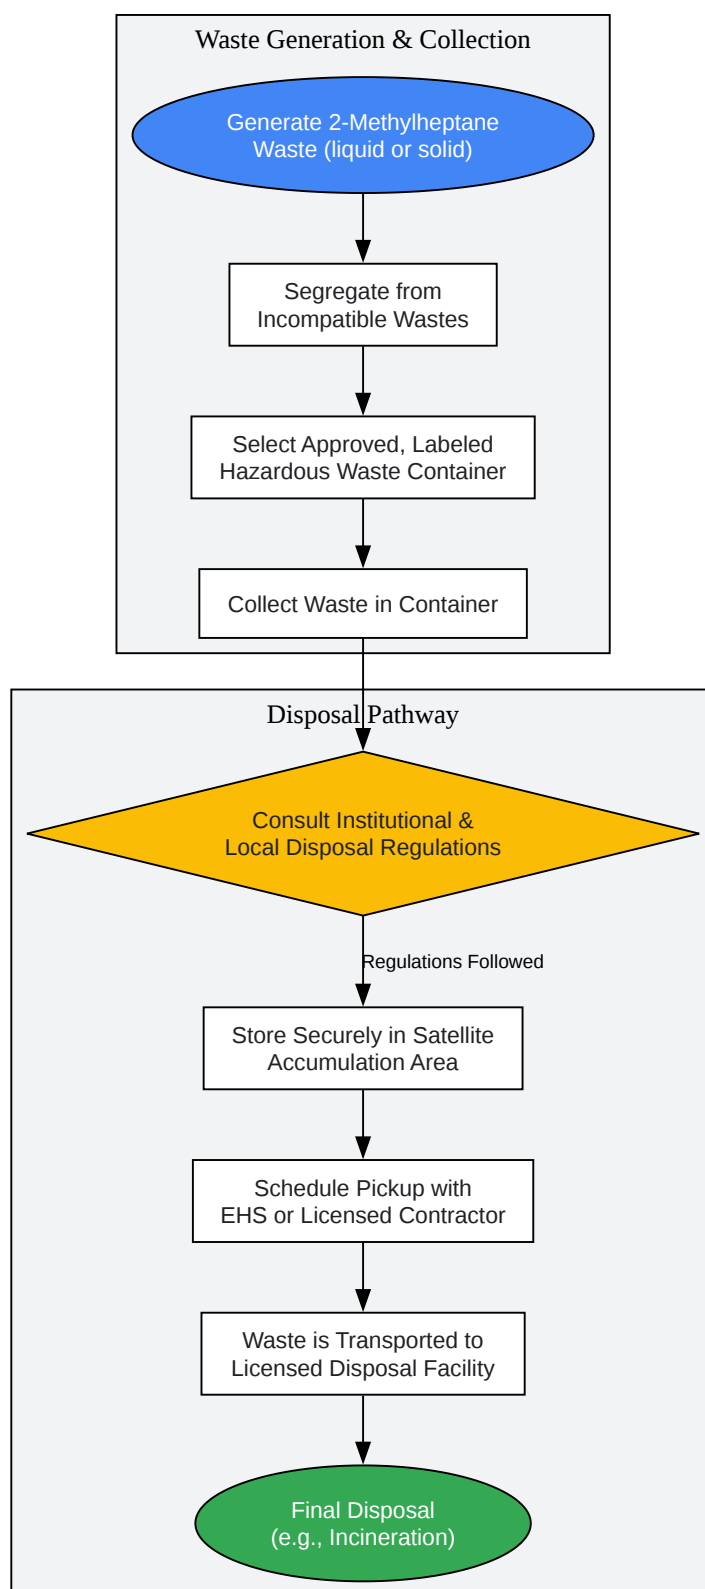 Waste Generation & Collection
Generate 2-Methylheptane
Waste (liquid or solid)
Segregate from
Incompatible Wastes
Select Approved, Labeled
Hazardous Waste Container
Collect Waste in Container
Disposal Pathway
Consult Institutional &
Local Disposal Regulations
Regulations Followed
Store Securely in Satellite
Accumulation Area
Schedule Pickup with
EHS or Licensed Contractor
Waste is Transported to
Licensed Disposal Facility
Final Disposal
(e.g., Incineration)